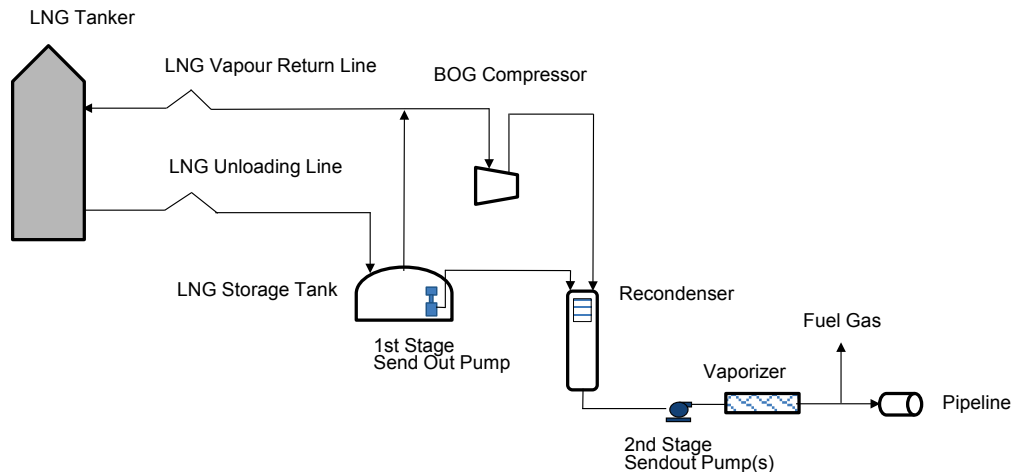 LNG Tanker
LNG Vapour Return Line
BOG Compressor
LNG Unloading Line
LNG Storage Tank
Recondenser
Fuel Gas
1st Stage
Send Out Pump
Vaporizer
Pipeline
2nd Stage
Sendout Pump(s)